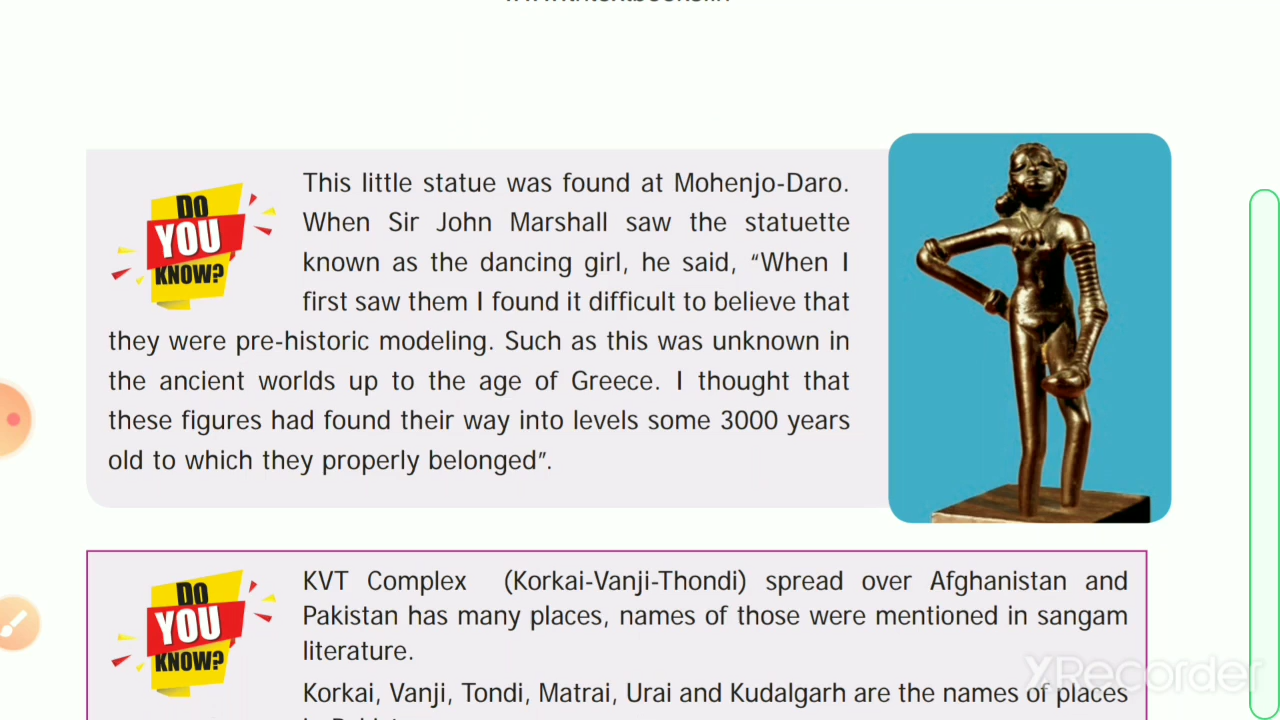 DO
YOU
KNOW?
This little statue was found at Mohenjo-Daro.
When Sir John Marshall saw the statuette
known as the dancing girl, he said, “When I
first saw them I found it difficult to believe that
they were pre-historic modeling. Such as this was unknown in
the ancient worlds up to the age of Greece. I thought that
these figures had found their way into levels some 3000 years
old to which they properly belonged”.
DO
YOU
KNOW?
KVT Complex (Korkai-Vanji-Thondi) spread over Afghanistan and
Pakistan has many places, names of those were mentioned in sangam
literature.
Korkai, Vanji, Tondi, Matrai, Urai and Kudalgarh are the names of places
XRecorder